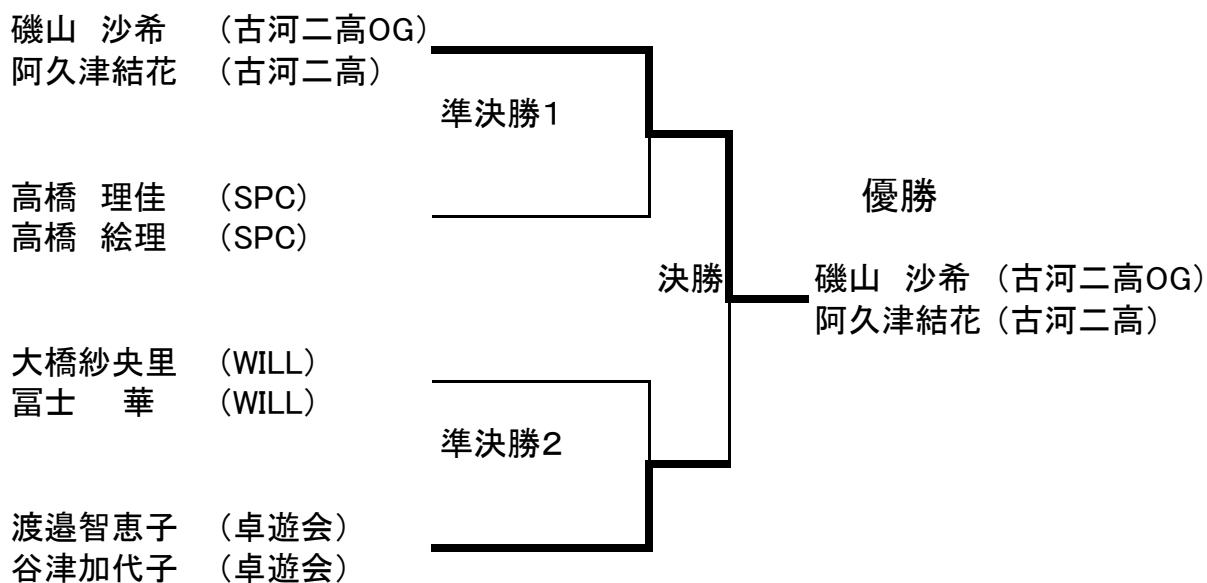 磯山　沙希　（古河二高OG）
阿久津結花　（古河二高）
準決勝１
高橋　理佳　（SPC）
高橋　絵理　（SPC）
優勝
決勝
磯山　沙希　（古河二高OG）
阿久津結花　（古河二高）
大橋紗央里　（WILL）
冨士　華　（WILL）
準決勝２
渡邉智恵子　（卓遊会）
谷津加代子　（卓遊会）